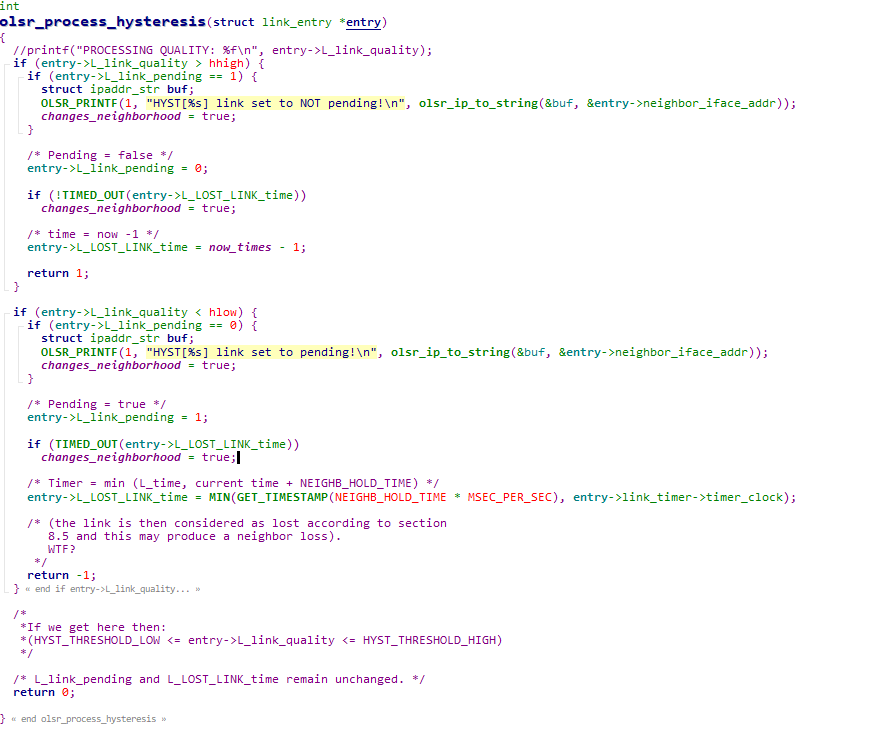 int
olsr_process_hysteresis(struct link_entry *entry)
{
  //printf("PROCESSING QUALITY: %f\n", entry->L_link_quality);
  if (entry->L_link_quality > hhigh) {
    if (entry->L_link_pending == 1) {
      struct ipaddr_str buf;
      OLSR_PRINTF(1, "HYST[%s] link set to NOT pending!\n", olsr_ip_to_string(&buf, &entry->neighbor_iface_addr));
      changes_neighborhood = true;
    }

    /* Pending = false */
    entry->L_link_pending = 0;

    if (!TIMED_OUT(entry->L_LOST_LINK_time))
      changes_neighborhood = true;

    /* time = now -1 */
    entry->L_LOST_LINK_time = now_times - 1;

    return 1;
  }

  if (entry->L_link_quality < hlow) {
    if (entry->L_link_pending == 0) {
      struct ipaddr_str buf;
      OLSR_PRINTF(1, "HYST[%s] link set to pending!\n", olsr_ip_to_string(&buf, &entry->neighbor_iface_addr));
      changes_neighborhood = true;
    }

    /* Pending = true */
    entry->L_link_pending = 1;

    if (TIMED_OUT(entry->L_LOST_LINK_time))
      changes_neighborhood = true;

    /* Timer = min (L_time, current time + NEIGHB_HOLD_TIME) */
    entry->L_LOST_LINK_time = MIN(GET_TIMESTAMP(NEIGHB_HOLD_TIME * MSEC_PER_SEC), entry->link_timer->timer_clock);

    /* (the link is then considered as lost according to section
       8.5 and this may produce a neighbor loss).
       WTF?
     */
    return -1;
  } « end if entry->L_link_quality... »

  /*
   *If we get here then:
   *(HYST_THRESHOLD_LOW <= entry->L_link_quality <= HYST_THRESHOLD_HIGH)
   */

  /* L_link_pending and L_LOST_LINK_time remain unchanged. */
  return 0;

} « end olsr_process_hysteresis »